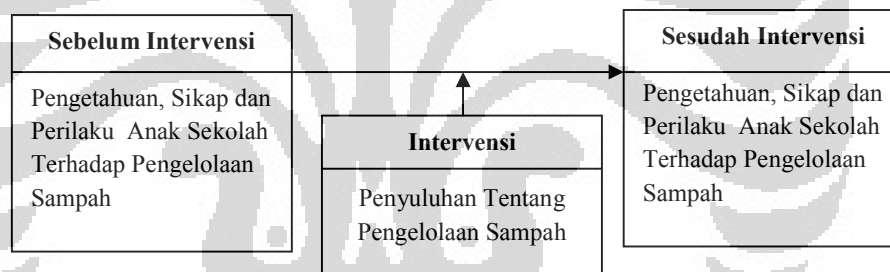 Sebelum Intervensi
Pengetahuan, Sikap dan
Perilaku Anak Sekolah
Terhadap Pengelolaan
Sampah
Intervensi
Penyuluhan Tentang
Pengelolaan Sampah
Sesudah Intervensi
Pengetahuan, Sikap dan
Perilaku Anak Sekolah
Terhadap Pengelolaan
Sampah